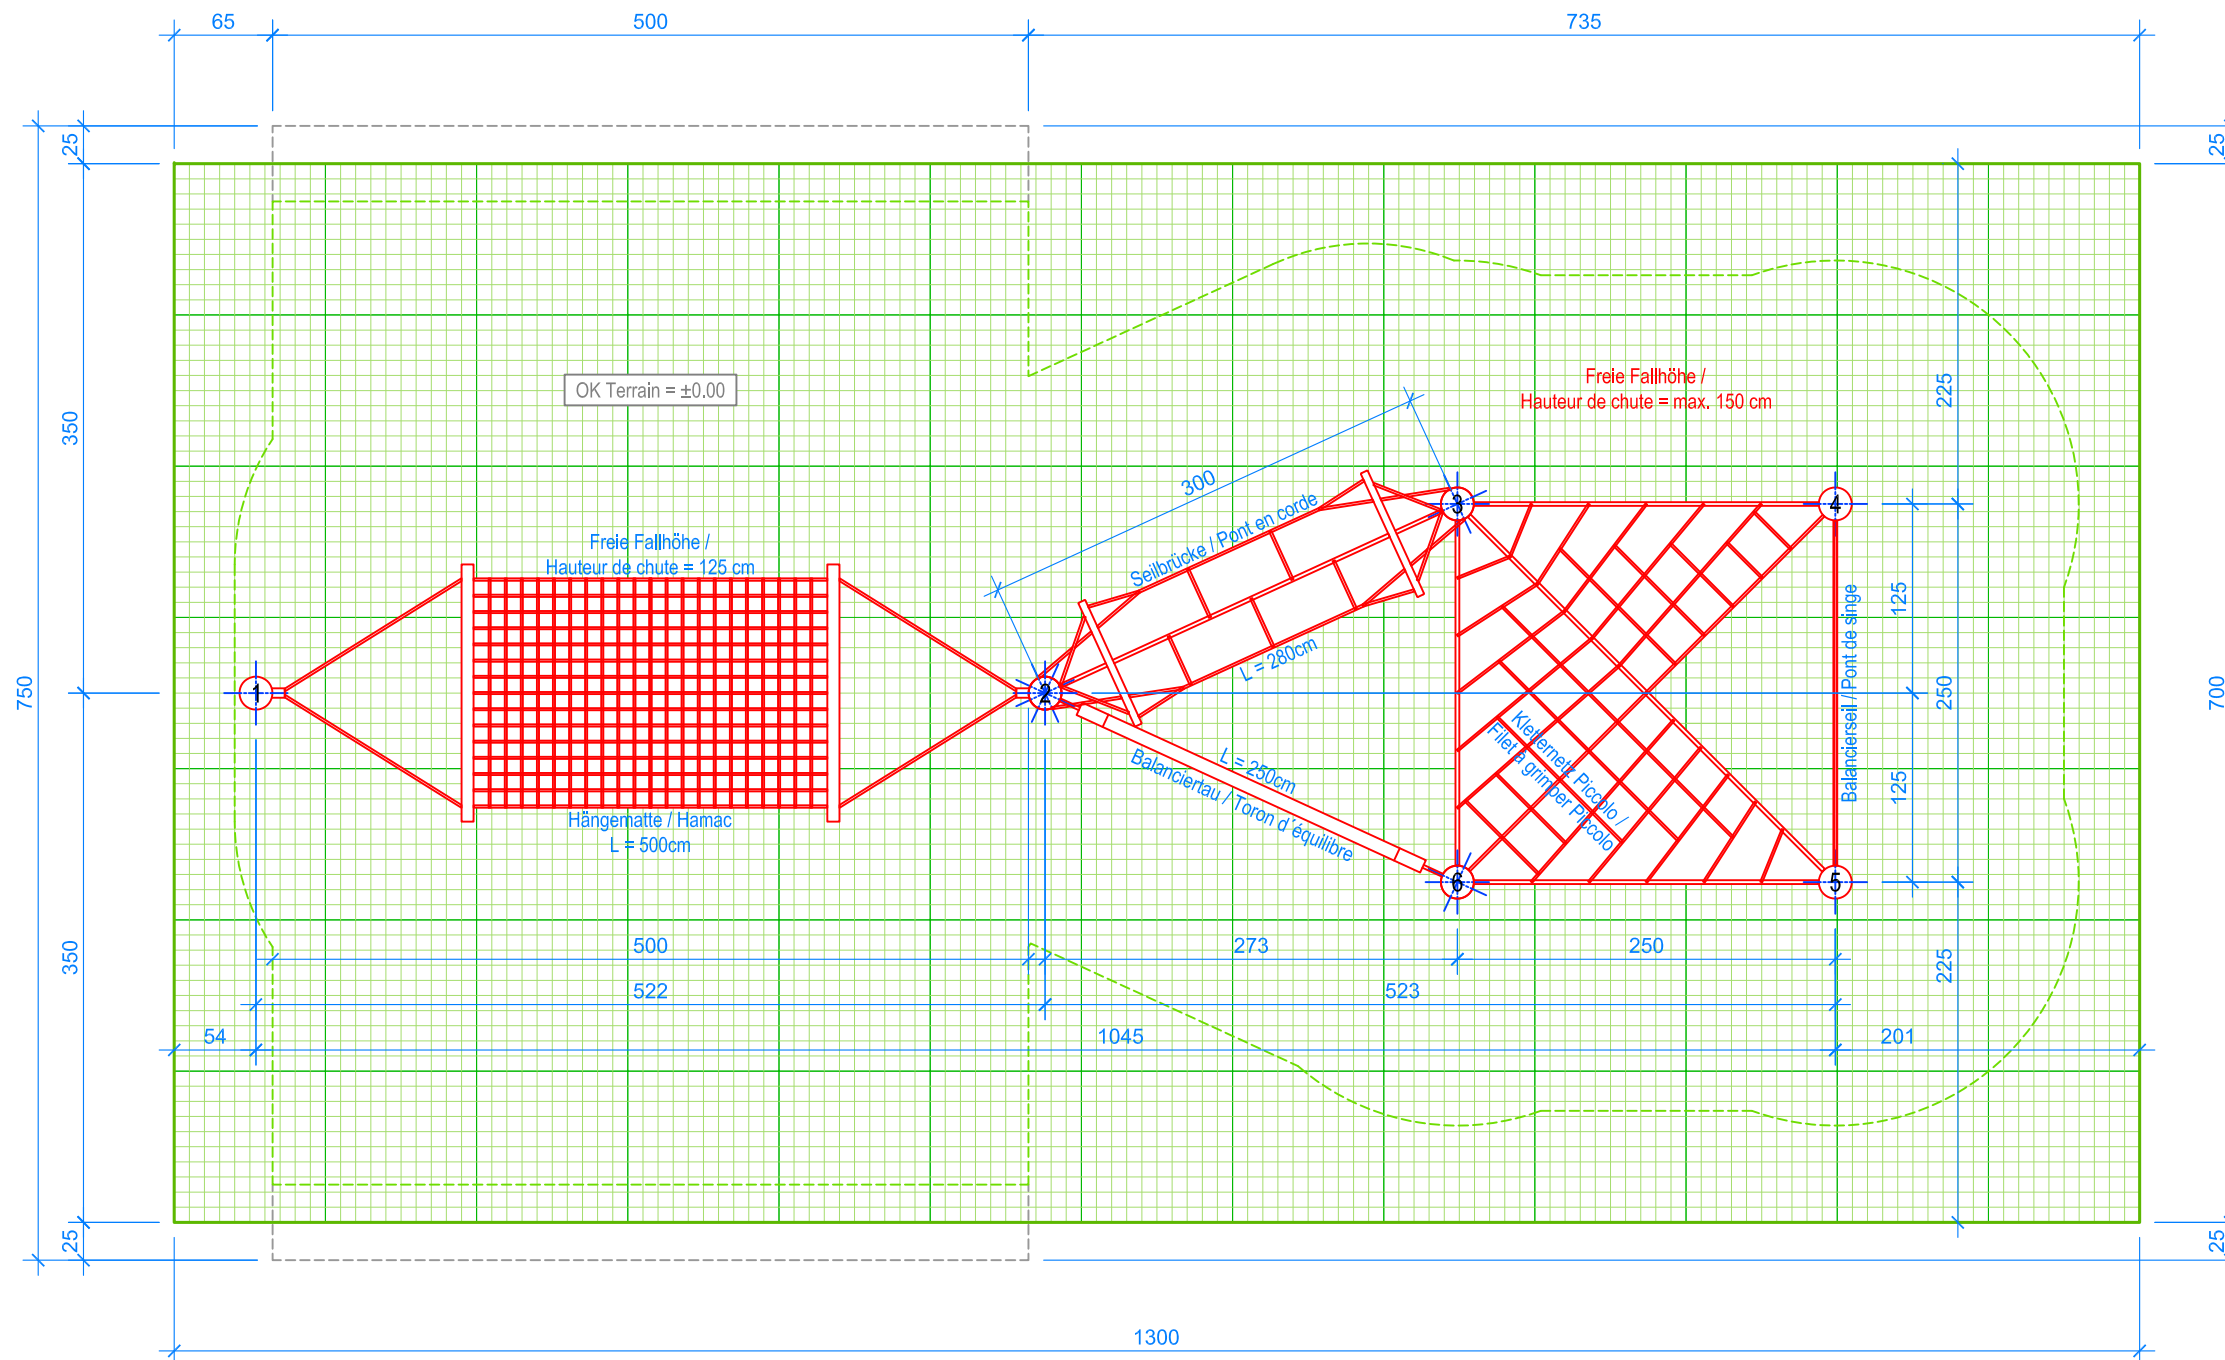 65
500
735
25
25
OK Terrain = ±0.00
Freie Fallhöhe /
Hauteur de chute = max. 150 cm
350
225
300
Seilbrücke / Pont en corde
3
4
Freie Fallhöhe /
Hauteur de chute = 125 cm
125
Balancierseil / Pont de singe
L = 280cm
750
1
2
250
700
Kletternetz Piccolo /
Filet à grimper Piccolo
L = 250cm
Balanciertau / Toron d´équilibre
125
Hängematte / Hamac
L = 500cm
6
5
350
500
273
250
225
522
523
54
1045
201
25
25
1300